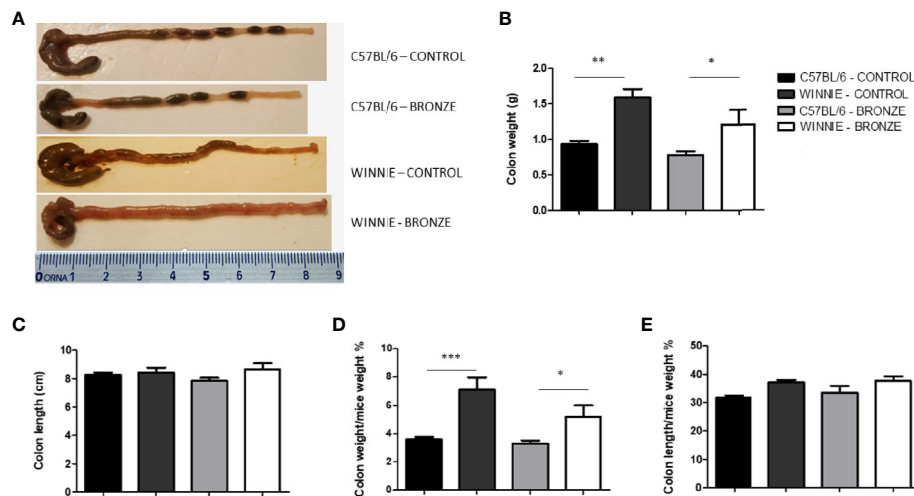 A
C57BL/6 – CONTROL
C57BL/6 – BRONZE
WINNIE – CONTROL
WINNIE - BRONZE
0 ORNA 1 2 3 4 5 6 7 8 9
B
Colon weight (g)
2.0
1.5
1.0
0.5
0.0
**
*
C57BL/6 - CONTROL
WINNIE - CONTROL
C57BL/6 - BRONZE
WINNIE - BRONZE
C
Colon length (cm)
10
8
6
4
2
0
D
Colon weight/mice weight %
10
8
6
4
2
0
***
*
E
Colon length/mice weight %
50
40
30
20
10
0